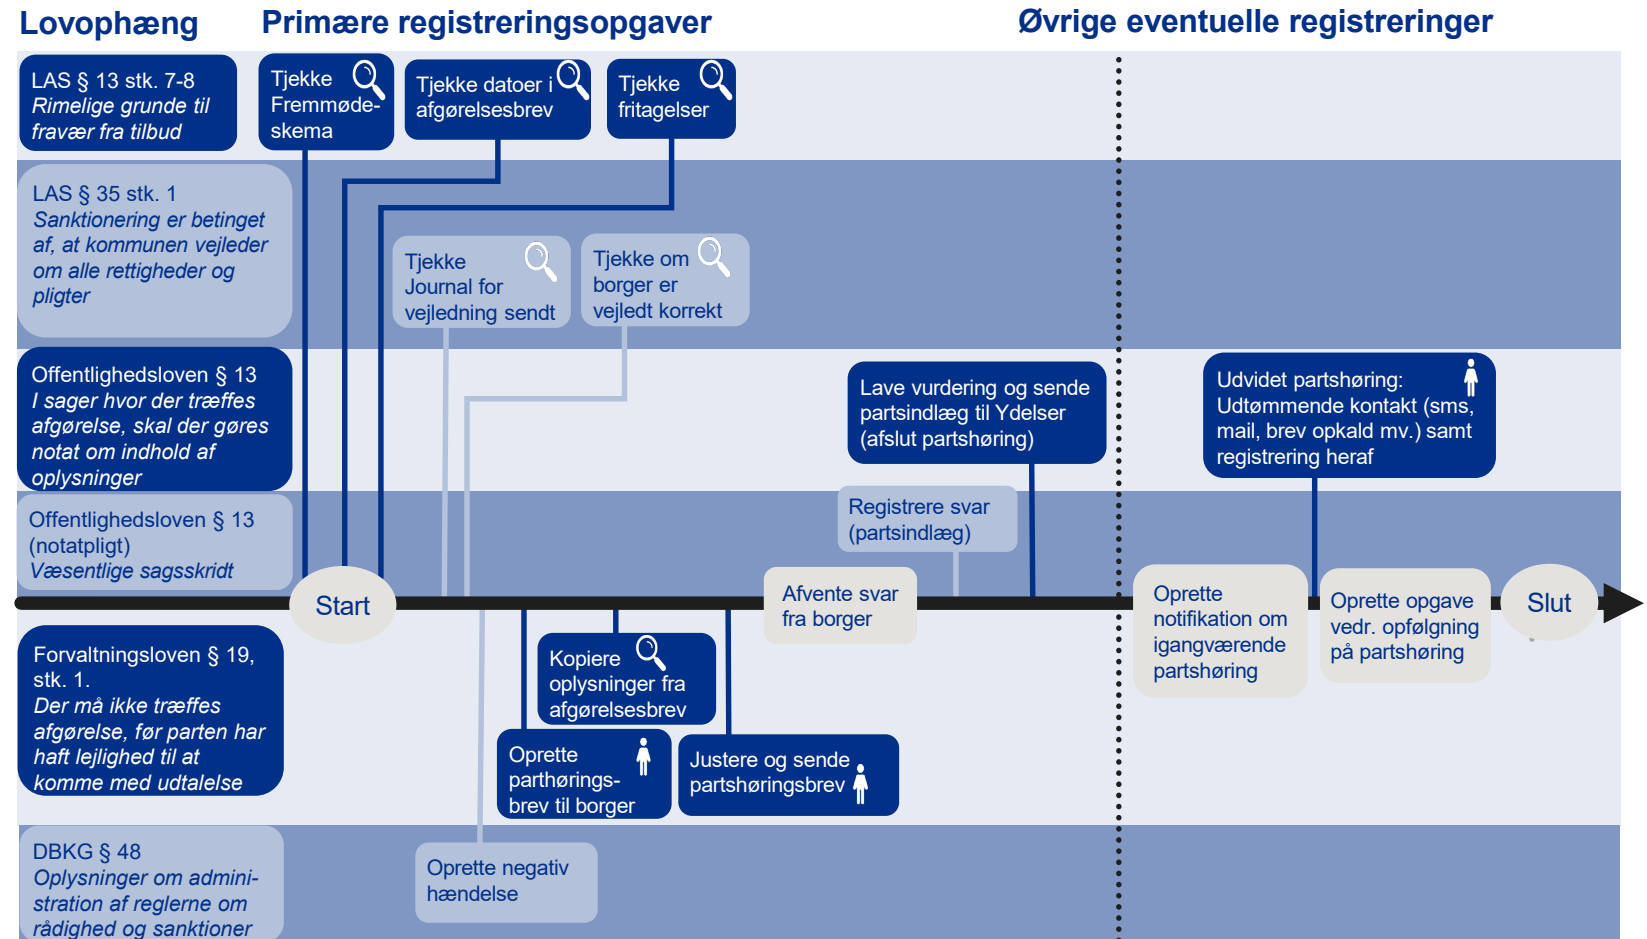 Lovophæng
Primære registreringsopgaver
Øvrige eventuelle registreringer
LAS § 13 stk. 7-8
Rimelige grunde til
fravær fra tilbud
Tjekke
Fremmøde-
skema
Tjekke datoer i
afgørelsesbrev
Tjekke
fritagelser
LAS § 35 stk. 1
Sanktionering er betinget
af, at kommunen vejleder
om alle rettigheder og
pligter
Tjekke
Journal for
vejledning sendt
Tjekke om
borger er
vejledt korrekt
Offentlighedsloven § 13
I sager hvor der træffes
afgørelse, skal der gøres
notat om indhold af
oplysninger
Lave vurdering og sende
partsindlæg til Ydelser
(afslut partshøring)
Udvidet partshøring:
Udtømmende kontakt (sms,
mail, brev opkald mv.) samt
registrering heraf
Offentlighedsloven § 13
(notatpligt)
Væsentlige sagsskridt
Registrere svar
(partsindlæg)
Start
Afvente svar
fra borger
Oprette
notifikation om
igangværende
partshøring
Oprette opgave
vedr. opfølgning
på partshøring
Slut
Forvaltningsloven § 19,
stk. 1.
Der må ikke træffes
afgørelse, før parten har
haft lejlighed til at
komme med udtalelse
Kopiere
oplysninger fra
afgørelsesbrev
Oprette
parthørings-
brev til borger
Justere og sende
partshøringsbrev
DBKG § 48
Oplysninger om admini-
stration af reglerne om
rådighed og sanktioner
Oprette negativ
hændelse